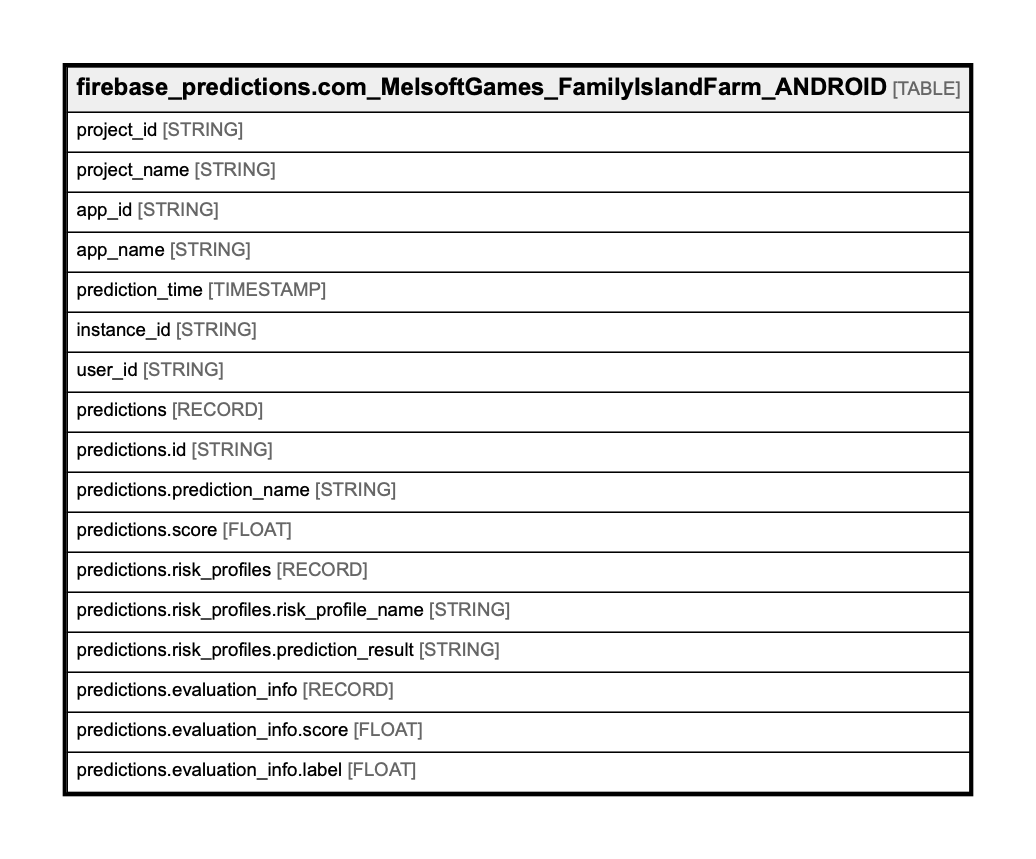 firebase_predictions.com_MelsoftGames_FamilyIslandFarm_ANDROID [TABLE]
project_id [STRING]
project_name [STRING]
app_id [STRING]
app_name [STRING]
prediction_time [TIMESTAMP]
instance_id [STRING]
user_id [STRING]
predictions [RECORD]
predictions.id [STRING]
predictions.prediction_name [STRING]
predictions.score [FLOAT]
predictions.risk_profiles [RECORD]
predictions.risk_profiles.risk_profile_name [STRING]
predictions.risk_profiles.prediction_result [STRING]
predictions.evaluation_info [RECORD]
predictions.evaluation_info.score [FLOAT]
predictions.evaluation_info.label [FLOAT]